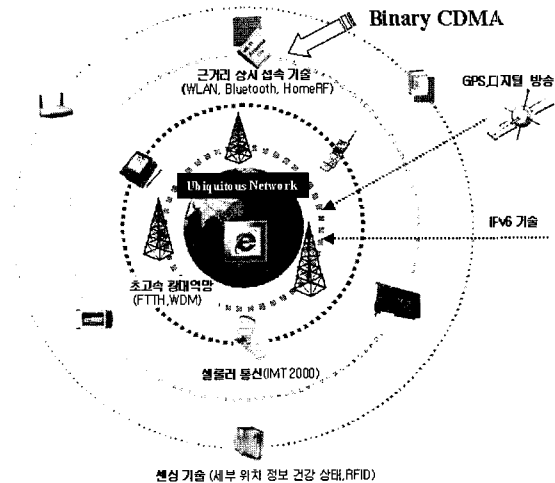 Binary CDMA
근거리 상시 접속 기술
(WLAN, Bluetooth, HomeRF)
GPS,디지털 방송
Ubiquitous Network
IPv6 기술
e
초고속 광대역망
(FTTH,WDM)
셀룰러 통신(IMT2000)
센싱 기술 (세부 위치 정보 건강 상태,RFID)